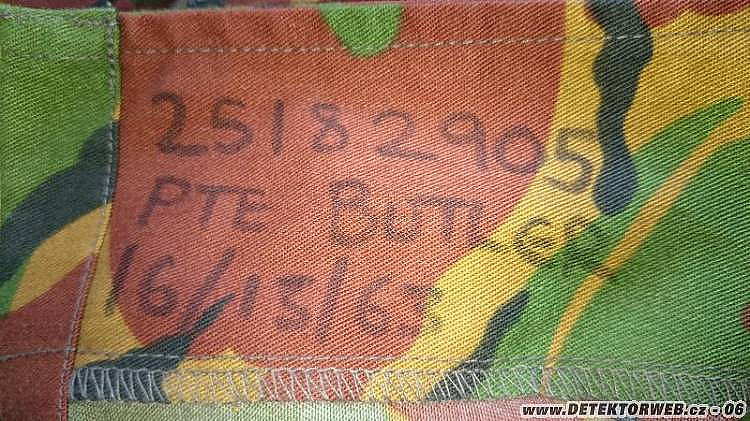 25182905
PTE BUTLER
16/13/63
www.DETEKTORWEB.cz - 06